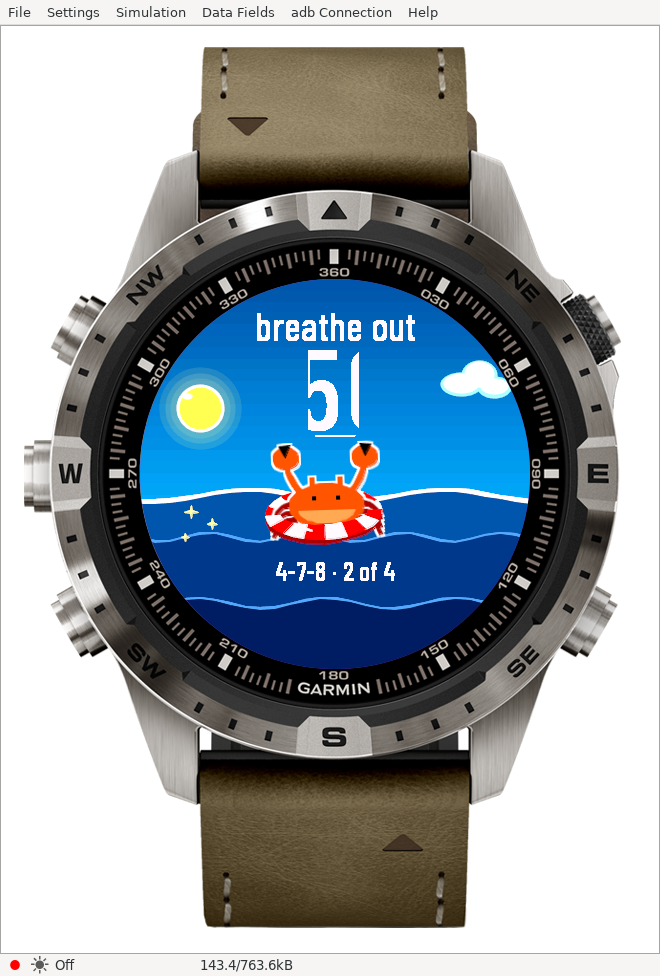 File Settings Simulation Data Fields adb Connection Help
360
330 030
NW NE
300 060
breathe out
W 270 060 E
240 120
4-7-8 · 2 of 4
SW SE
210 150
180
GARMIN
S
Off 143.4/763.6kB